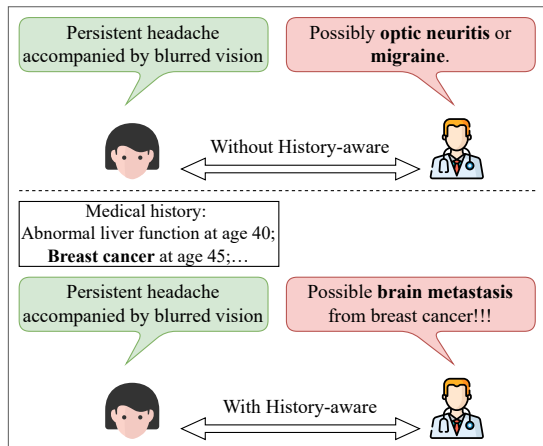 Persistent headache
accompanied by blurred vision
Possibly optic neuritis or
migraine.
Without History-aware
Medical history:
Abnormal liver function at age 40;
Breast cancer at age 45;...
Persistent headache
accompanied by blurred vision
Possible brain metastasis
from breast cancer!!!
With History-aware